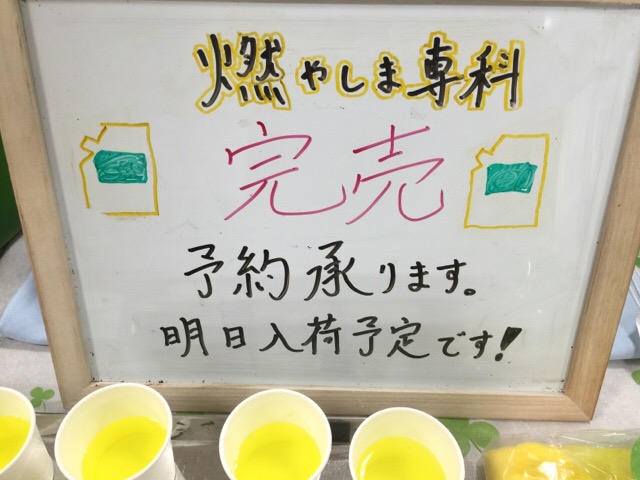 燃やしま専科
完売
予約承ります。
明日入荷予定です!